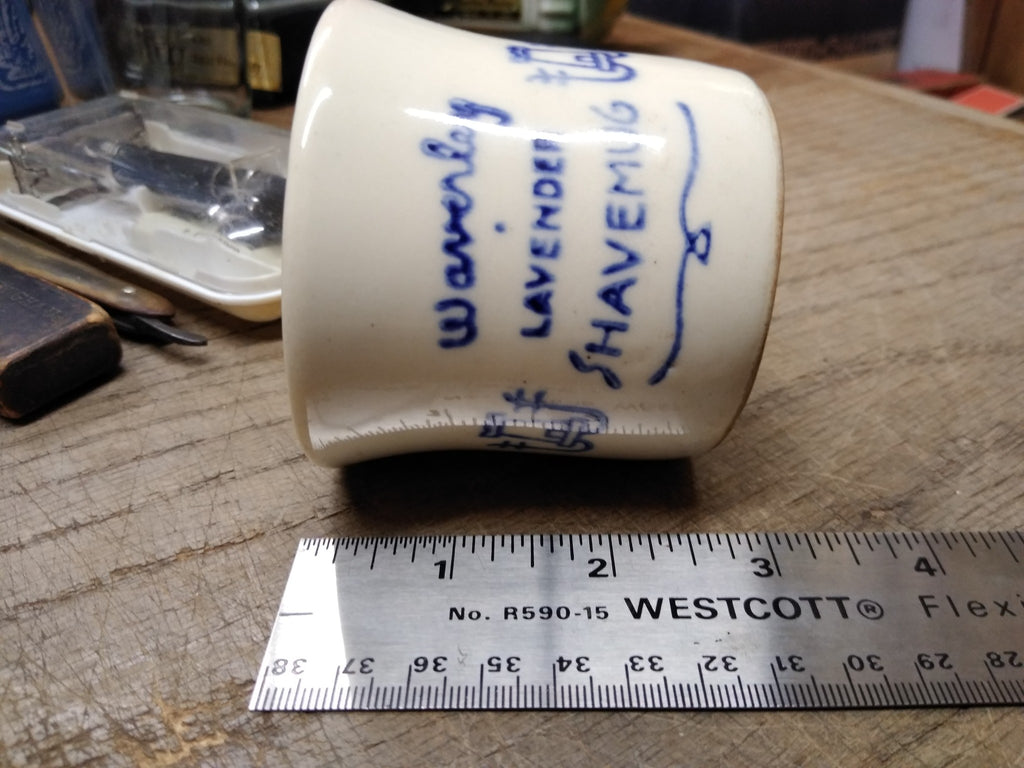 Waverley
LAVENDER
SHAVEMUG
1 2 3 4
No. R590-15 WESTCOTT® Flexi
38 37 36 35 34 33 32 31 30 29 28